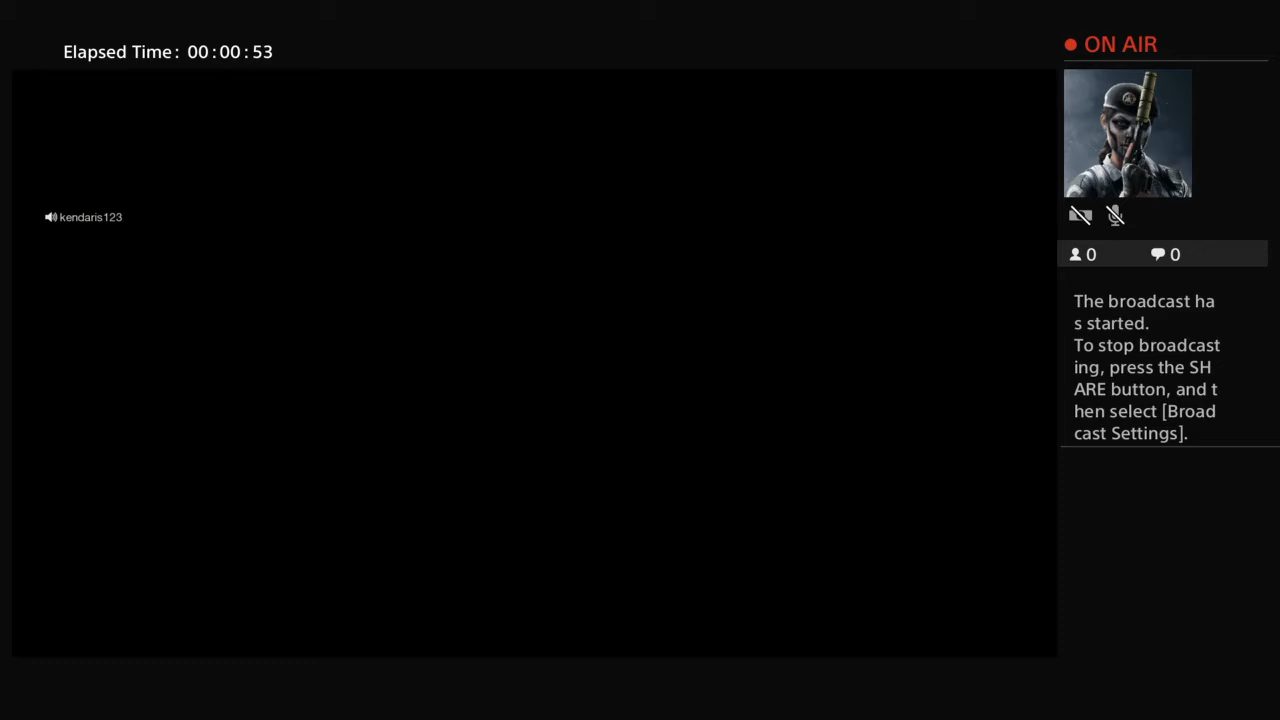 Elapsed Time: 00:00:53
ON AIR
kendaris123
0 0
The broadcast ha
s started.
To stop broadcast
ing, press the SH
ARE button, and t
hen select [Broad
cast Settings].